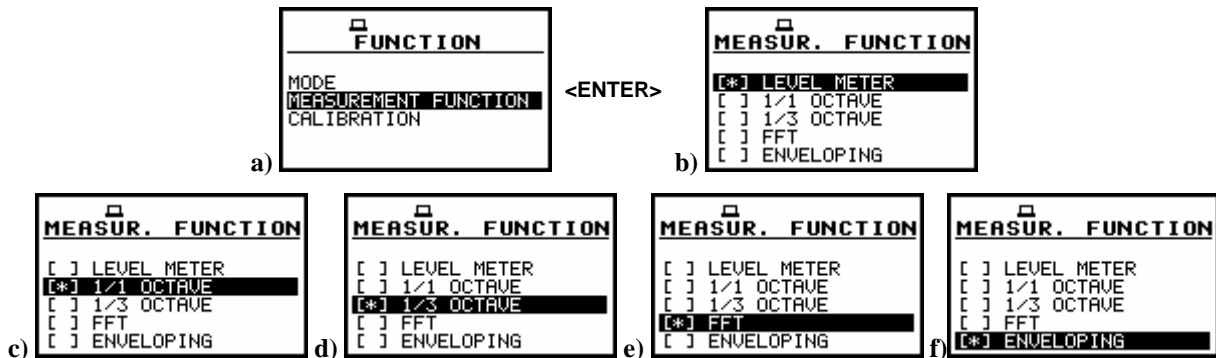 FUNCTION
MODE
MEASUREMENT FUNCTION
CALIBRATION
a)
<ENTER>
MEASUR. FUNCTION
[*] LEVEL METER
[ ] 1/1 OCTAVE
[ ] 1/3 OCTAVE
[ ] FFT
[ ] ENVELOPING
b)
MEASUR. FUNCTION
[ ] LEVEL METER
[*] 1/1 OCTAVE
[ ] 1/3 OCTAVE
[ ] FFT
[ ] ENVELOPING
c)
MEASUR. FUNCTION
[ ] LEVEL METER
[ ] 1/1 OCTAVE
[*] 1/3 OCTAVE
[ ] FFT
[ ] ENVELOPING
d)
MEASUR. FUNCTION
[ ] LEVEL METER
[ ] 1/1 OCTAVE
[ ] 1/3 OCTAVE
[*] FFT
[ ] ENVELOPING
e)
MEASUR. FUNCTION
[ ] LEVEL METER
[ ] 1/1 OCTAVE
[ ] 1/3 OCTAVE
[ ] FFT
[*] ENVELOPING
f)